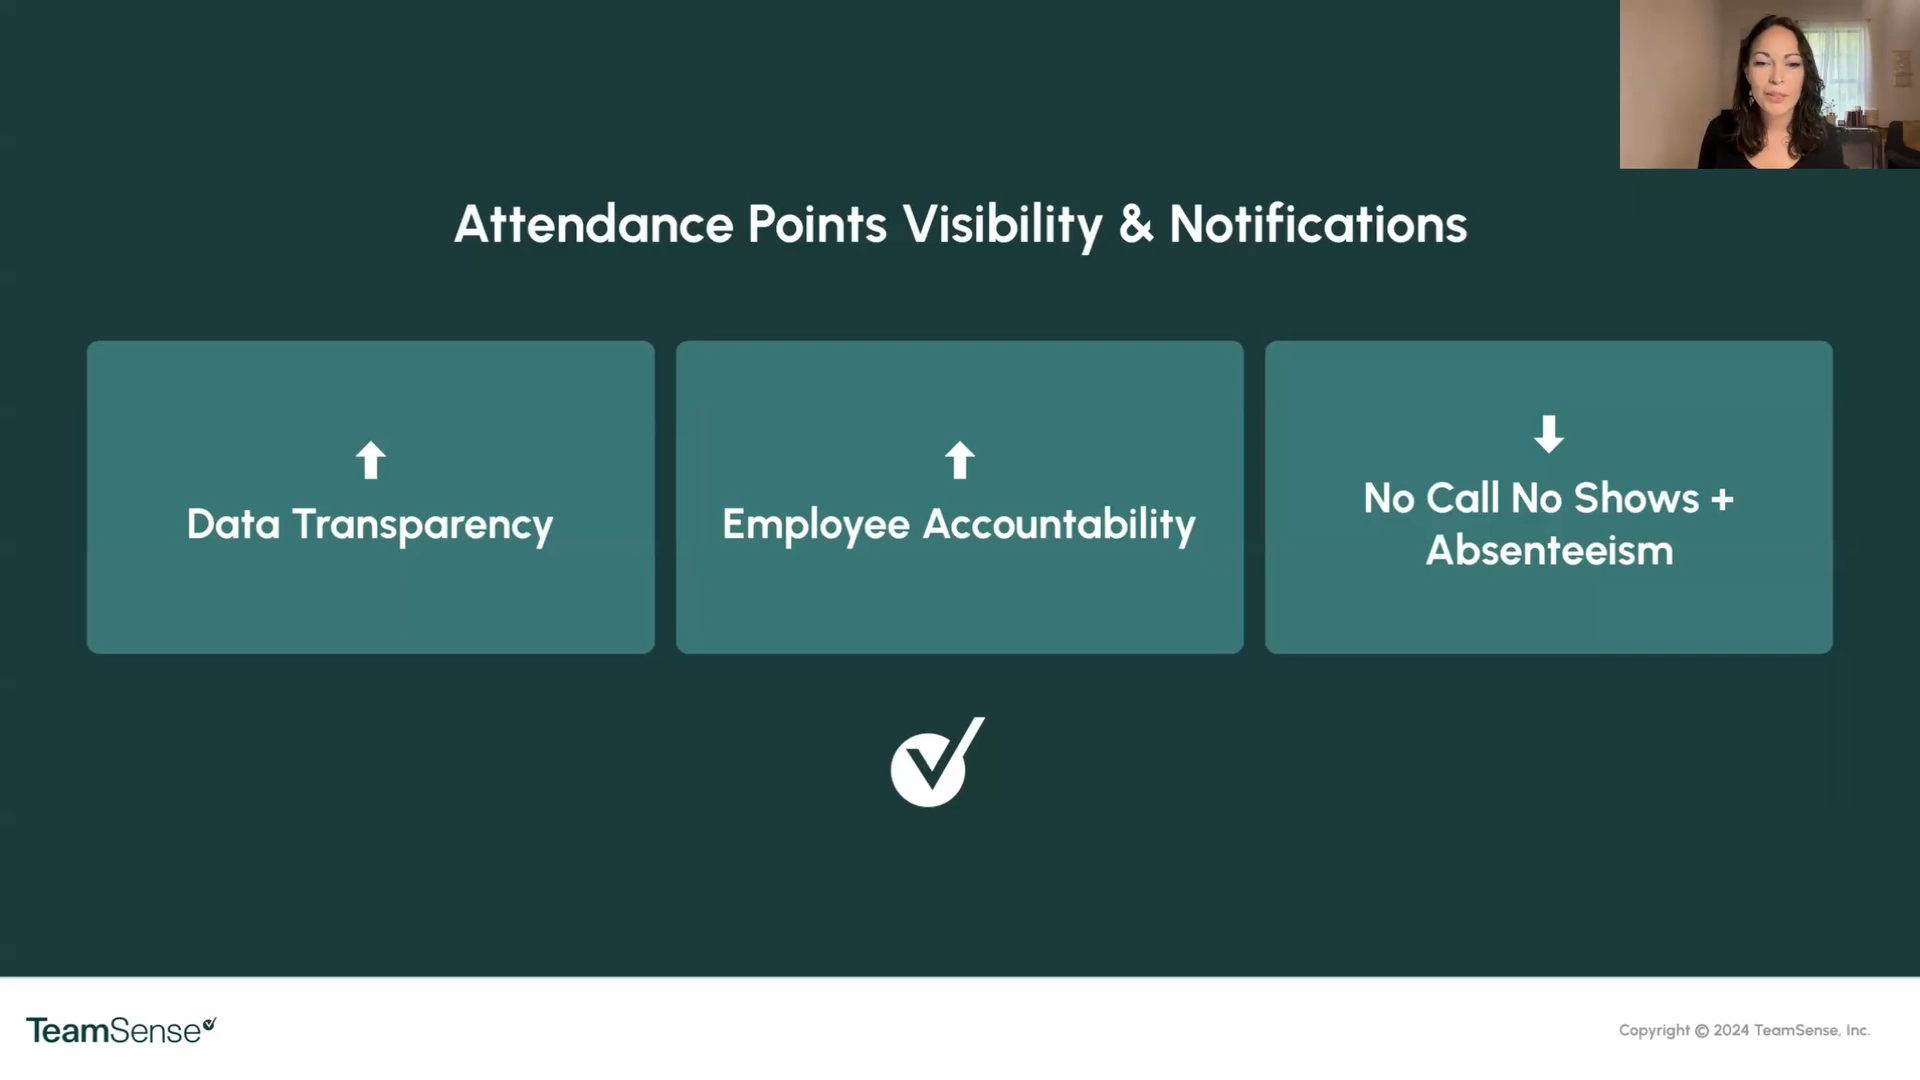 Attendance Points Visibility & Notifications
Data Transparency
Employee Accountability
No Call No Shows +
Absenteeism
TeamSense
Copyright © 2024 TeamSense, Inc.